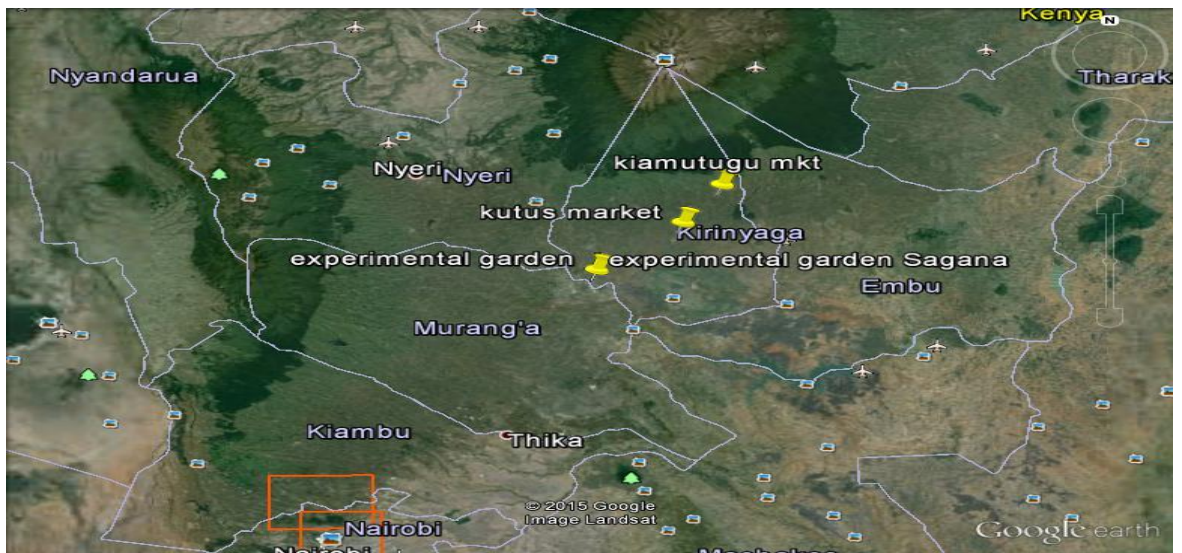 Kenya
N
Nyandarua
Tharak
kiamutugu mkt
Nyeri Nyeri
kutus market
Kirinyaga
experimental garden experimental garden Sagana
Embu
Murang'a
Kiambu
Thika
© 2015 Google
Image Landsat
Google earth
Nairobi
Nairobi